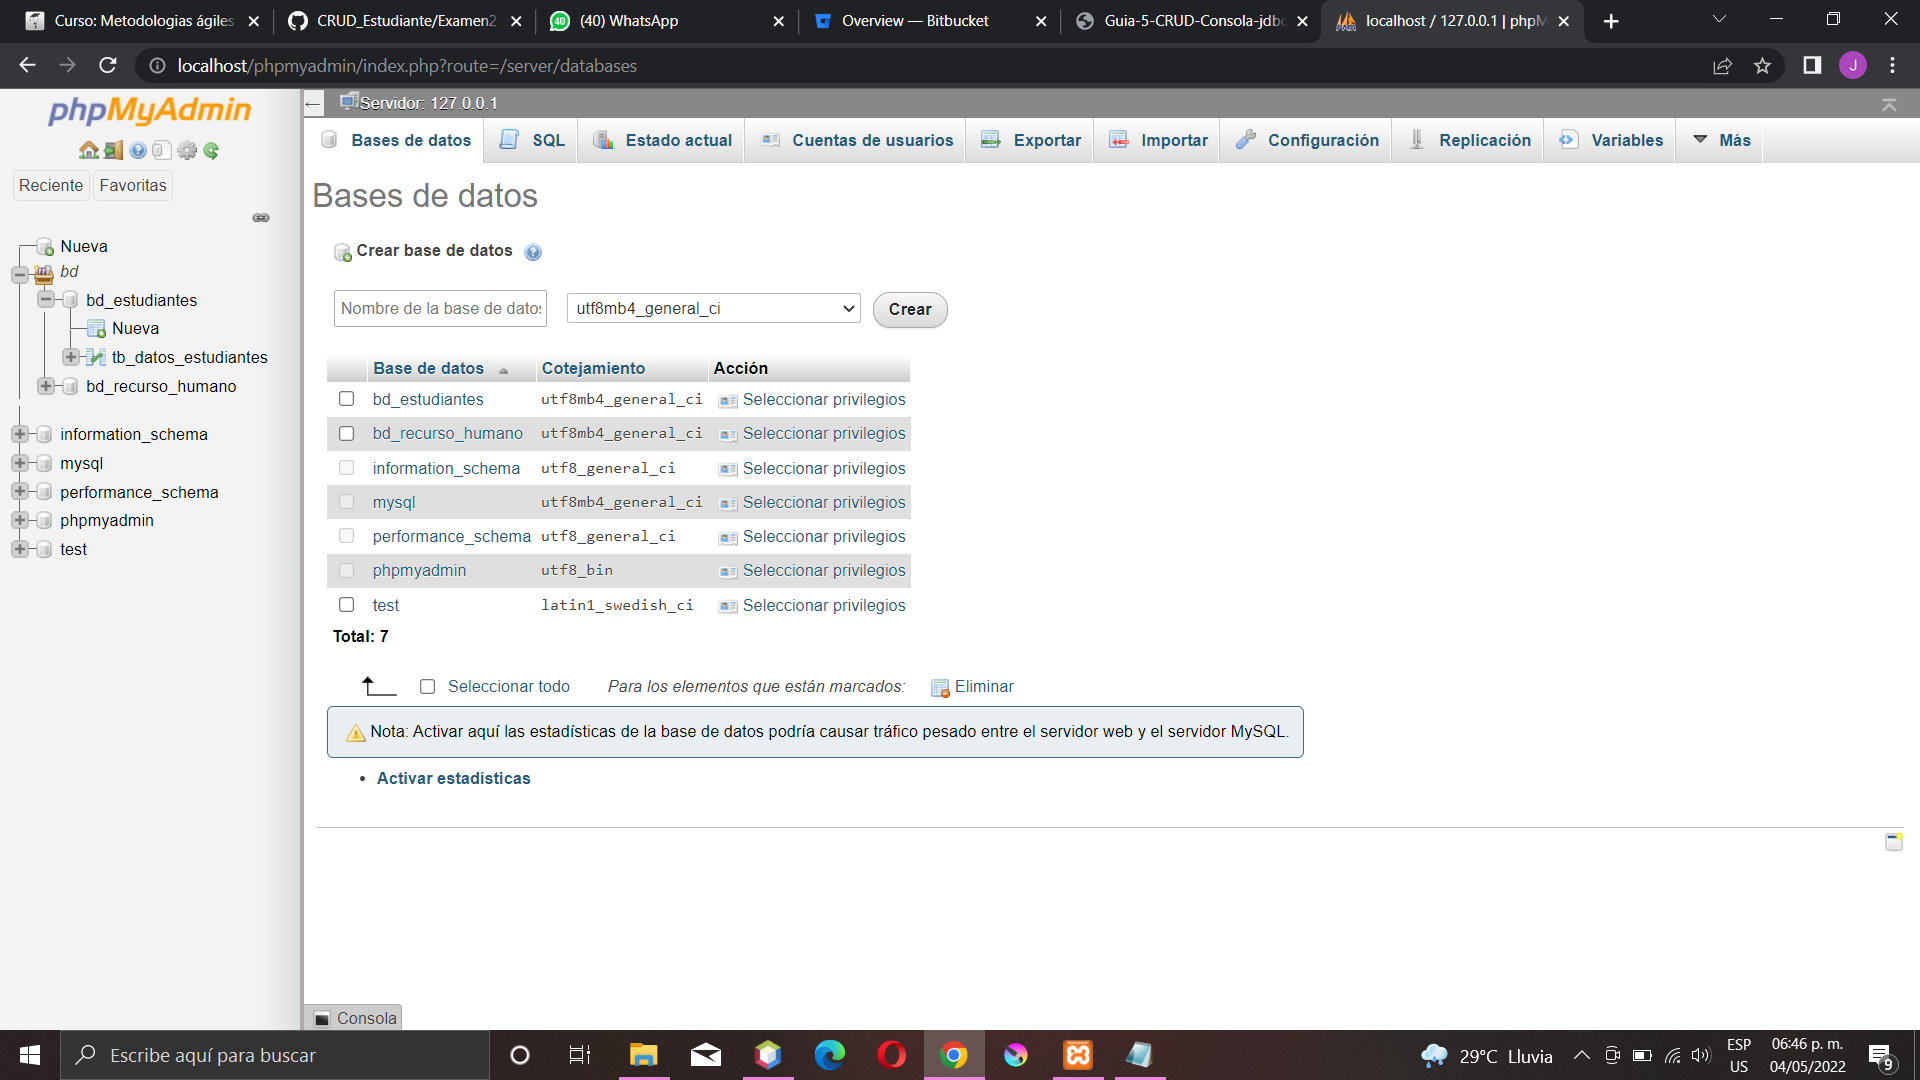 Curso: Metodologias ágiles
CRUD_Estudiante/Examen2
(40) WhatsApp
Overview — Bitbucket
Guia-5-CRUD-Consola-jdbc
localhost / 127.0.0.1 | phpM
localhost/phpmyadmin/index.php?route=/server/databases
J
phpMyAdmin
Reciente
Favoritas
Nueva
bd
bd_estudiantes
Nueva
tb_datos_estudiantes
bd_recurso_humano
information_schema
mysql
performance_schema
phpmyadmin
test
Servidor: 127.0.0.1
Bases de datos
SQL
Estado actual
Cuentas de usuarios
Exportar
Importar
Configuración
Replicación
Variables
Más
Bases de datos
Crear base de datos
Nombre de la base de datos
utf8mb4_general_ci
Crear
Base de datos Cotejamiento Acción
bd_estudiantes utf8mb4_general_ci Seleccionar privilegios
bd_recurso_humano utf8mb4_general_ci Seleccionar privilegios
information_schema utf8_general_ci Seleccionar privilegios
mysql utf8mb4_general_ci Seleccionar privilegios
performance_schema utf8_general_ci Seleccionar privilegios
phpmyadmin utf8_bin Seleccionar privilegios
test latin1_swedish_ci Seleccionar privilegios
Total: 7
Seleccionar todo Para los elementos que están marcados: Eliminar
Nota: Activar aquí las estadísticas de la base de datos podría causar tráfico pesado entre el servidor web y el servidor MySQL.
• Activar estadísticas
Consola
Escribe aquí para buscar
29°C Lluvia
ESP
US
06:46 p. m.
04/05/2022
9